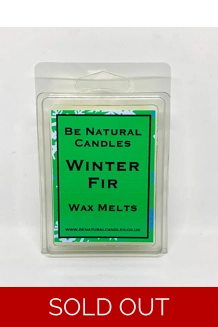 Be Natural
Candles
Winter
Fir
Wax Melts
www.benaturalcandles.co.uk
SOLD OUT